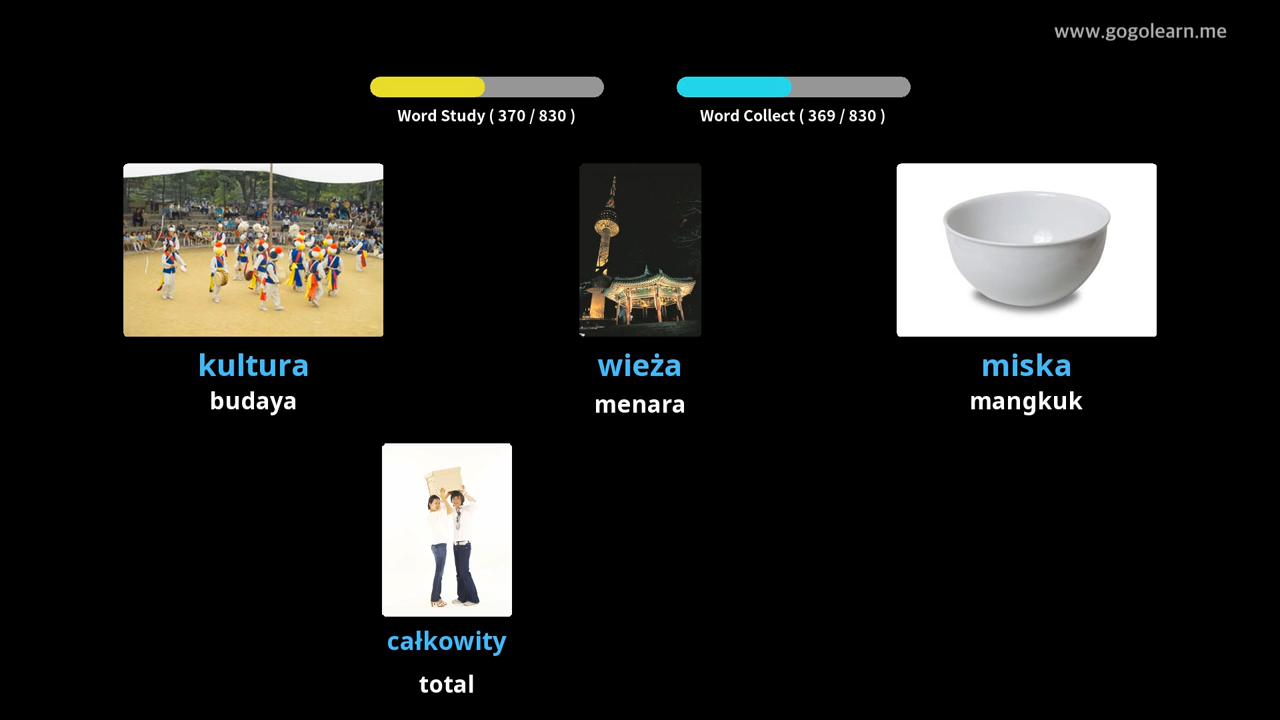 www.gogolearn.me
Word Study ( 370 / 830 )
Word Collect ( 369 / 830 )
kultura
budaya
wieża
menara
miska
mangkuk
całkowity
total